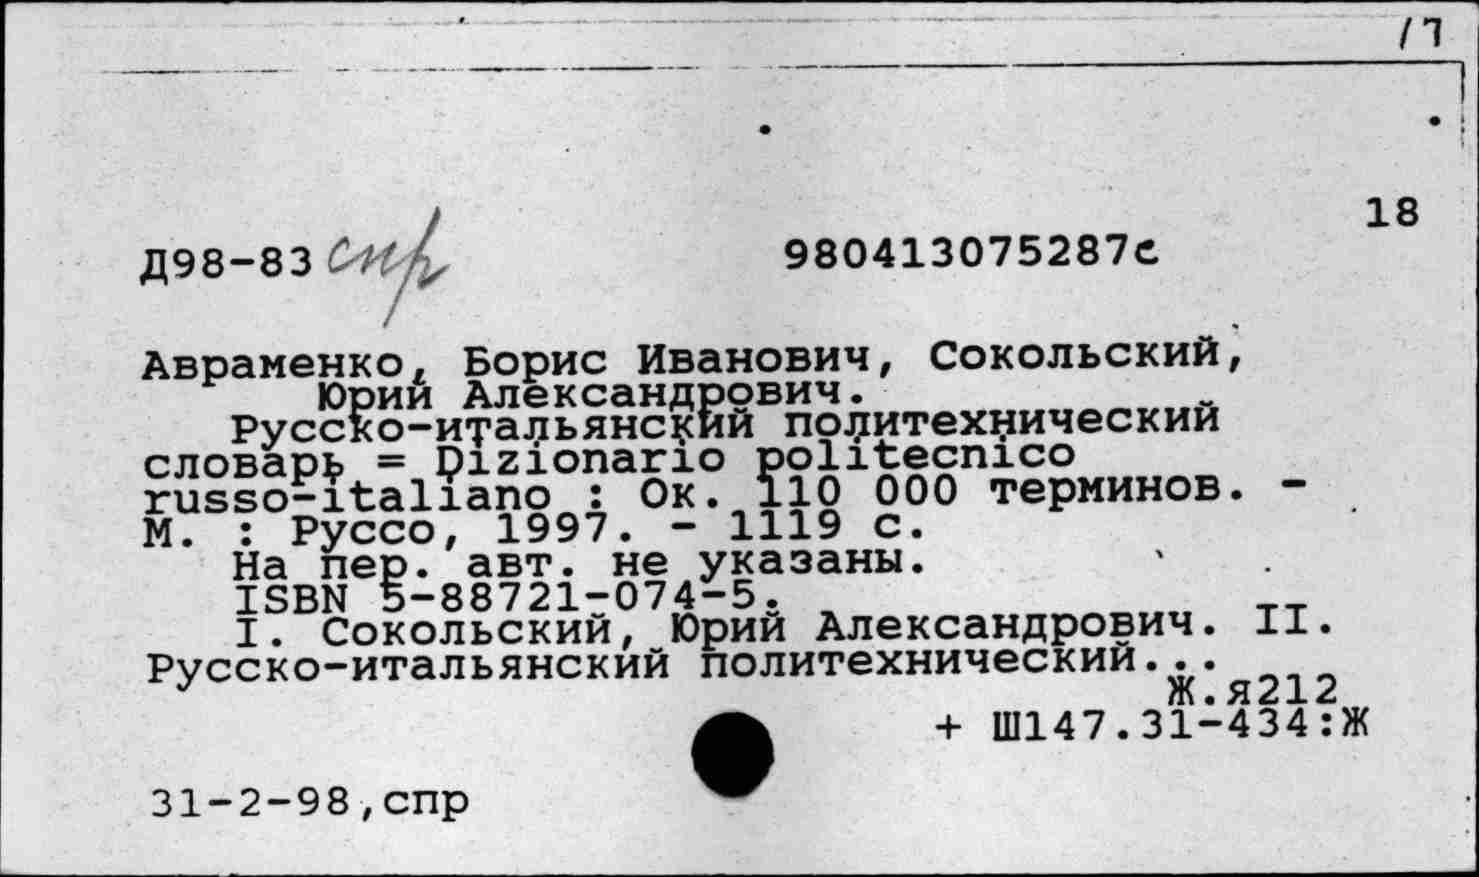 17
18
Д98-83 спр 980413075287с
Авраменко, Борис Иванович, Сокольский,
Юрий Александрович.
Русско-итальянский политехнический
словарь = Dizionario politecnico
russo-italiano : Ок. 110 000 терминов. -
М. : Руссо, 1997. - 1119 с.
На пер. авт. не указаны.
ISBN 5-88721-074-5.
I. Сокольский, Юрий Александрович. II.
Русско-итальянский политехнический...
Ж.я212
+ Ш147.31-434:Ж
31-2-98,спр